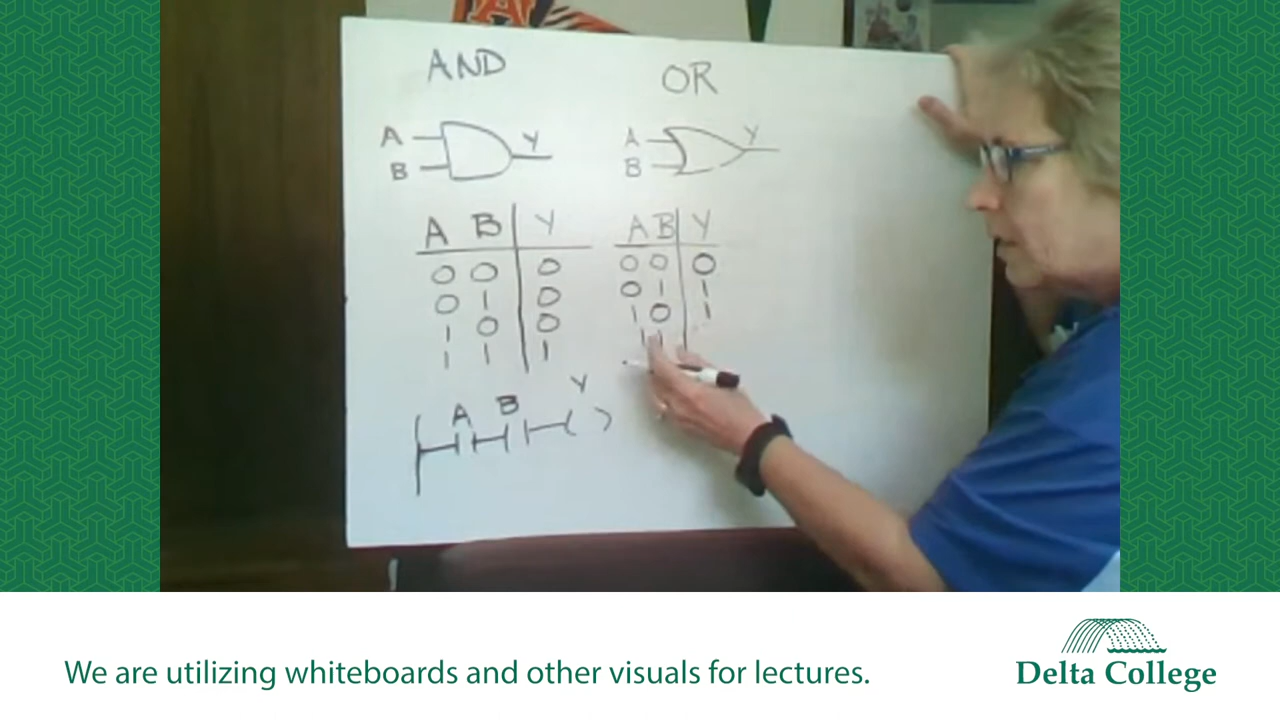 AND
A
B
Y
A B Y
0 0 0
0 1 0
1 0 0
1 1 1
A B Y
OR
A
B
Y
A B Y
0 0 0
0 1 1
1 0 1
1 1
We are utilizing whiteboards and other visuals for lectures.
Delta College